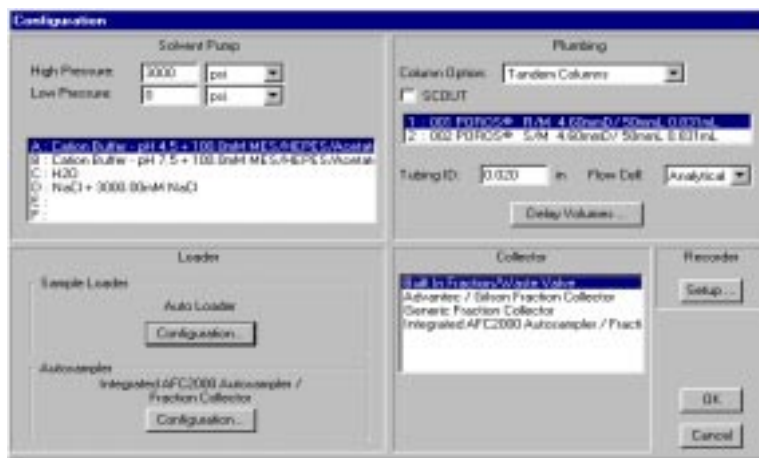 Configuration
Solvent Pump
High Pressure: 3000 psi
Low Pressure: 0 psi
A : Cation Buffer - pH 4.5 + 100.0mM MES/HEPES/Acetat
B : Cation Buffer - pH 7.5 + 100.0mM MES/HEPES/Acetat
C : H2O
D : NaCl + 3000.00mM NaCl
E :
F :
Plumbing
Column Option: Tandem Columns
SCOUT
1 : 001 POROS® R/M 4.60mmD/ 50mmL 0.831mL
2 : 002 POROS® S/M 4.60mmD/ 50mmL 0.831mL
Tubing ID: 0.020 in Flow Cell: Analytical
Delay Volumes...
Loader
Sample Loader
Auto Loader
Configuration...
Autosampler
Integrated AFC2000 Autosampler /
Fraction Collector
Configuration...
Collector
Built In Fraction/Waste Valve
Advantec / Gilson Fraction Collector
Generic Fraction Collector
Integrated AFC2000 Autosampler / Fracti
Recorder
Setup...
OK
Cancel